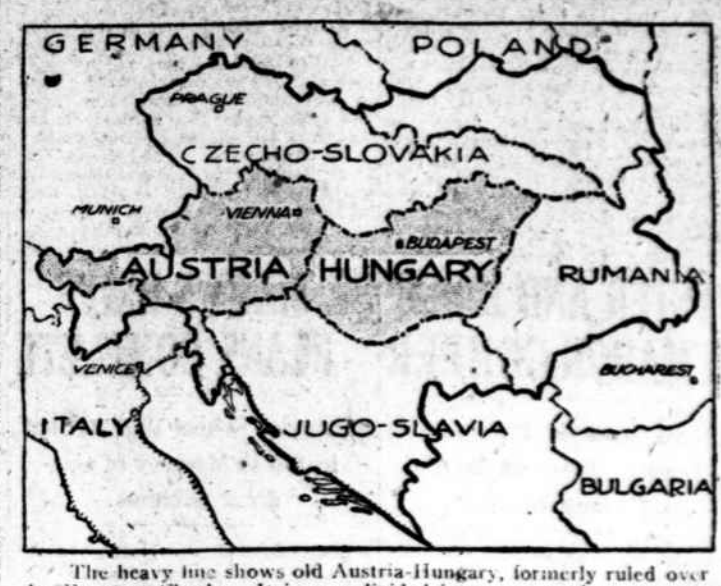 GERMANY
POLAND
PRAGUE
CZECHO-SLOVAKIA
MUNICH
VIENNA
BUDAPEST
AUSTRIA
HUNGARY
RUMANIA
VENICE
BUCHAREST
ITALY
JUGO-SLAVIA
BULGARIA
The heavy line shows old Austria-Hungary, formerly ruled over